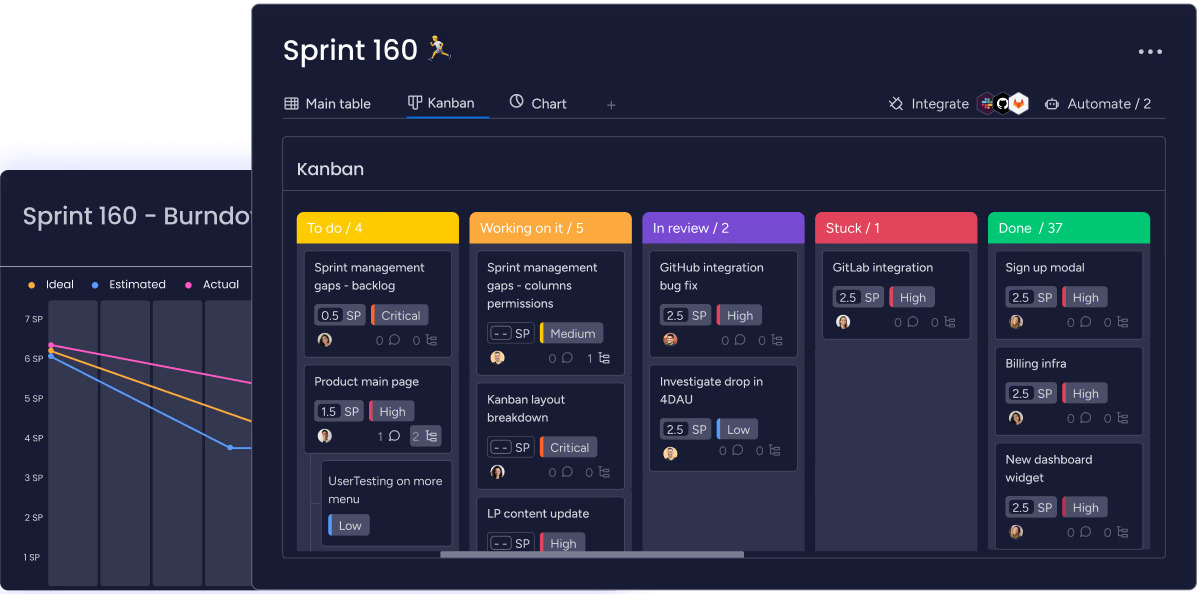 Sprint 160
Main table
Kanban
Chart
+
Integrate
Automate / 2
Kanban
To do / 4
Sprint management
gaps - backlog
0.5 SP
Critical
0 0
Product main page
1.5 SP
High
1 2
UserTesting on more
menu
Low
Working on it / 5
Sprint management
gaps - columns
permissions
-- SP
Medium
0 1
Kanban layout
breakdown
-- SP
Critical
0 0
LP content update
-- SP
High
In review / 2
GitHub integration
bug fix
2.5 SP
High
0 0
Investigate drop in
4DAU
2.5 SP
Low
0 0
Stuck / 1
GitLab integration
2.5 SP
High
0 0
Done / 37
Sign up modal
2.5 SP
High
0 0
Billing infra
2.5 SP
High
0 0
New dashboard
widget
2.5 SP
High
0 0
Sprint 160 - Burndo
Ideal
Estimated
Actual
7 SP
6 SP
5 SP
4 SP
3 SP
2 SP
1 SP